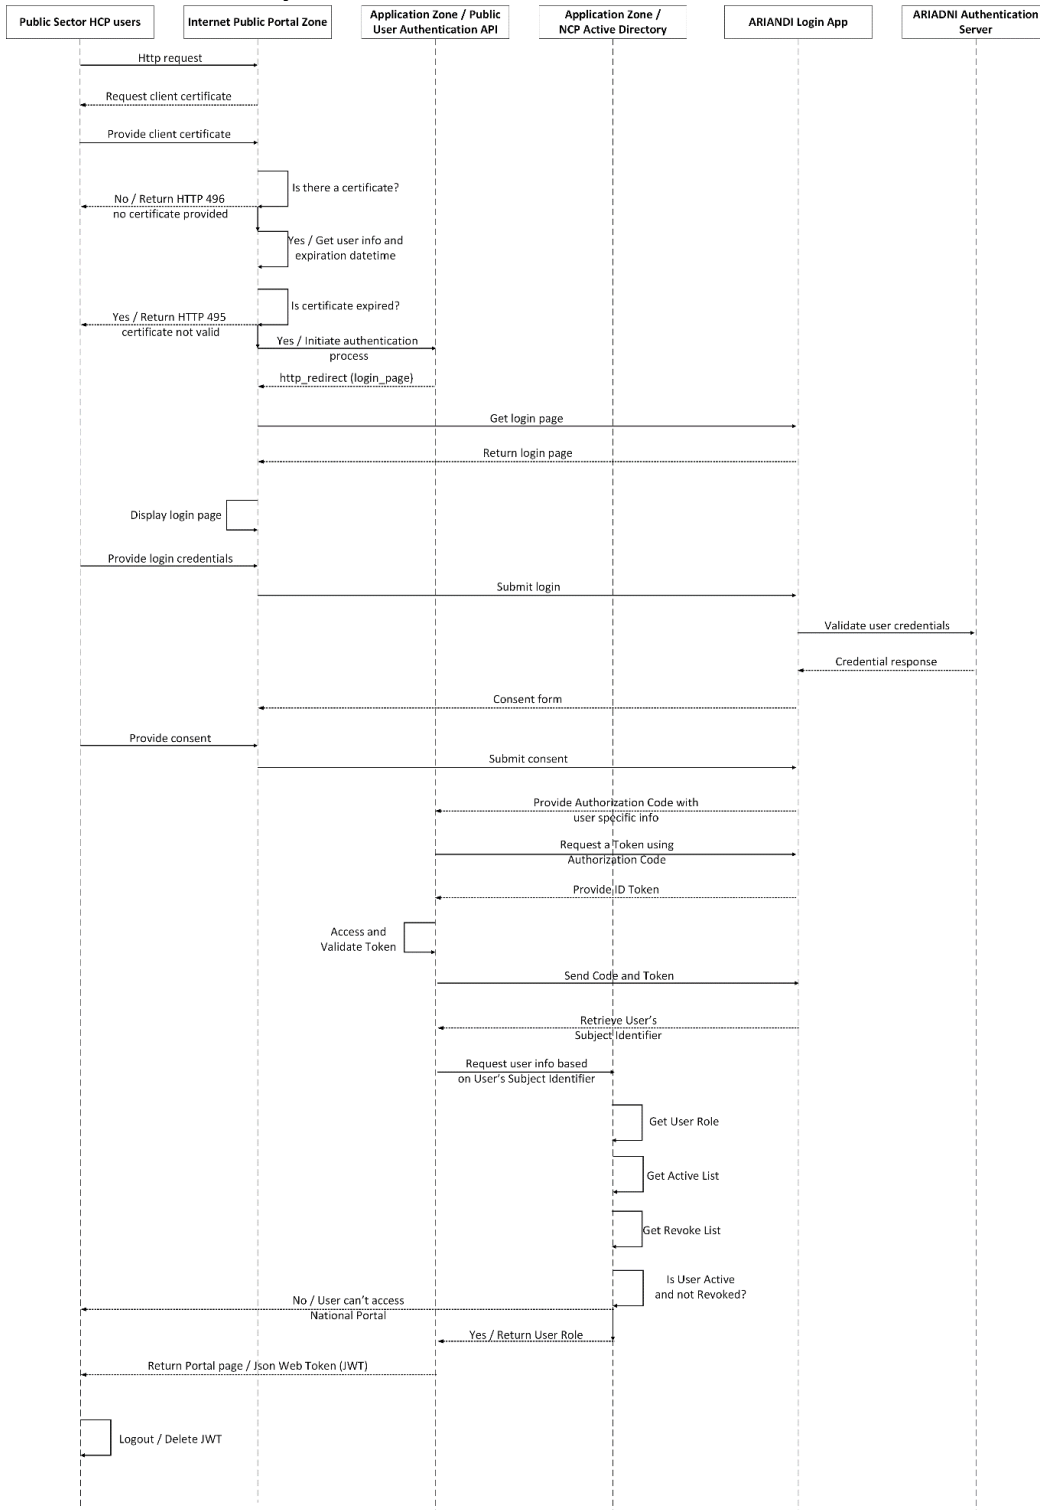 Public Sector HCP users
Internet Public Portal Zone
Application Zone / Public
User Authentication API
Application Zone /
NCP Active Directory
ARIANDI Login App
ARIADNI Authentication
Server
Http request
Request client certificate
Provide client certificate
Is there a certificate?
No / Return HTTP 496
no certificate provided
Yes / Get user info and
expiration datetime
Is certificate expired?
Yes / Return HTTP 495
certificate not valid
Yes / Initiate authentication
process
http_redirect (login_page)
Get login page
Return login page
Display login page
Provide login credentials
Submit login
Validate user credentials
Credential response
Consent form
Provide consent
Submit consent
Provide Authorization Code with
user specific info
Request a Token using
Authorization Code
Provide ID Token
Access and
Validate Token
Send Code and Token
Retrieve User's
Subject Identifier
Request user info based
on User's Subject Identifier
Get User Role
Get Active List
Get Revoke List
Is User Active
and not Revoked?
No / User can't access
National Portal
Yes / Return User Role
Return Portal page / Json Web Token (JWT)
Logout / Delete JWT